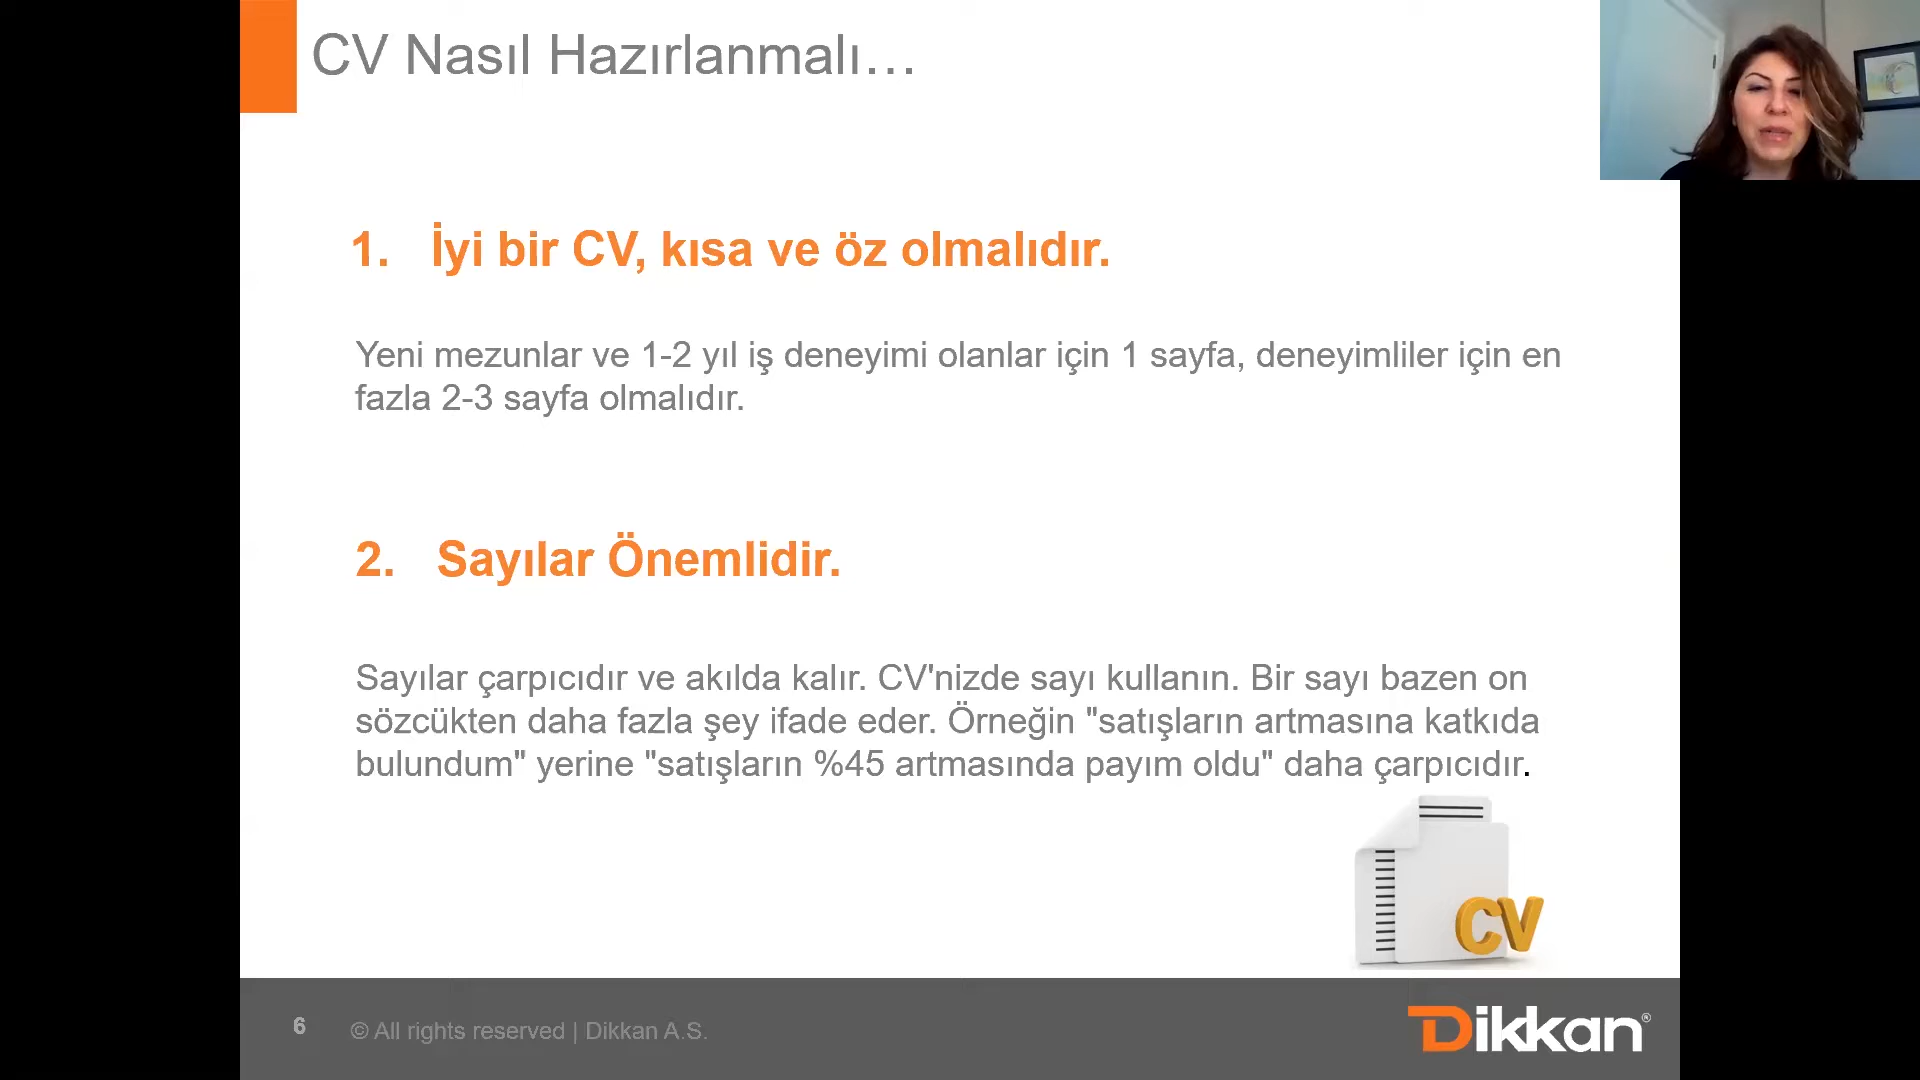 CV Nasıl Hazırlanmalı...
1. İyi bir CV, kısa ve öz olmalıdır.
Yeni mezunlar ve 1-2 yıl iş deneyimi olanlar için 1 sayfa, deneyimliler için en
fazla 2-3 sayfa olmalıdır.
2. Sayılar Önemlidir.
Sayılar çarpıcıdır ve akılda kalır. CV'nizde sayı kullanın. Bir sayı bazen on
sözcükten daha fazla şey ifade eder. Örneğin "satışların artmasına katkıda
bulundum" yerine "satışların %45 artmasında payım oldu" daha çarpıcıdır.
CV
6 © All rights reserved | Dikkan A.S.
Dikkan®